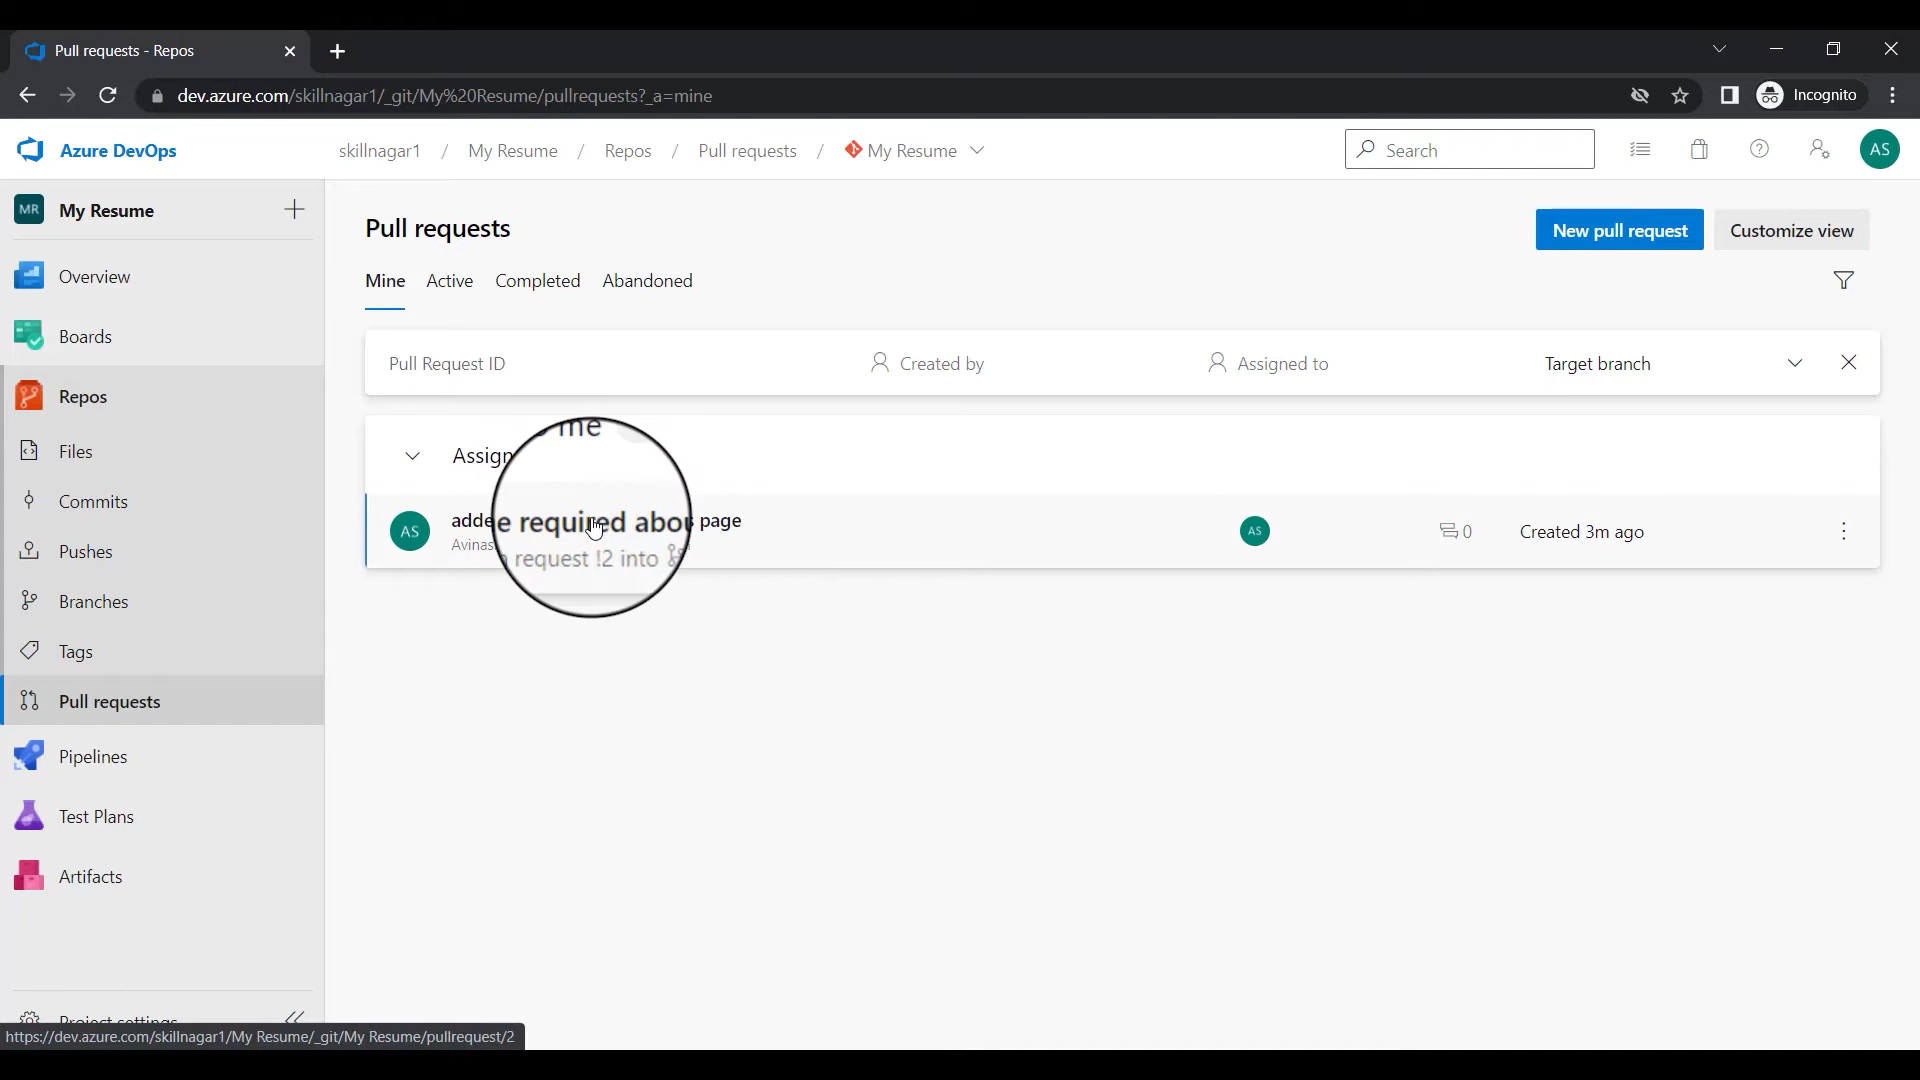 Pull requests - Repos
dev.azure.com/skillnagar1/_git/My%20Resume/pullrequests?_a=mine
Incognito
Azure DevOps
skillnagar1 / My Resume / Repos / Pull requests / My Resume
Search
AS
MR My Resume
Overview
Boards
Repos
Files
Commits
Pushes
Branches
Tags
Pull requests
Pipelines
Test Plans
Artifacts
Project settings
Pull requests
New pull request
Customize view
Mine Active Completed Abandoned
Pull Request ID Created by Assigned to Target branch
me
Assign
AS
required page
request !2 into
AS
0
Created 3m ago
https://dev.azure.com/skillnagar1/My Resume/_git/My Resume/pullrequest/2